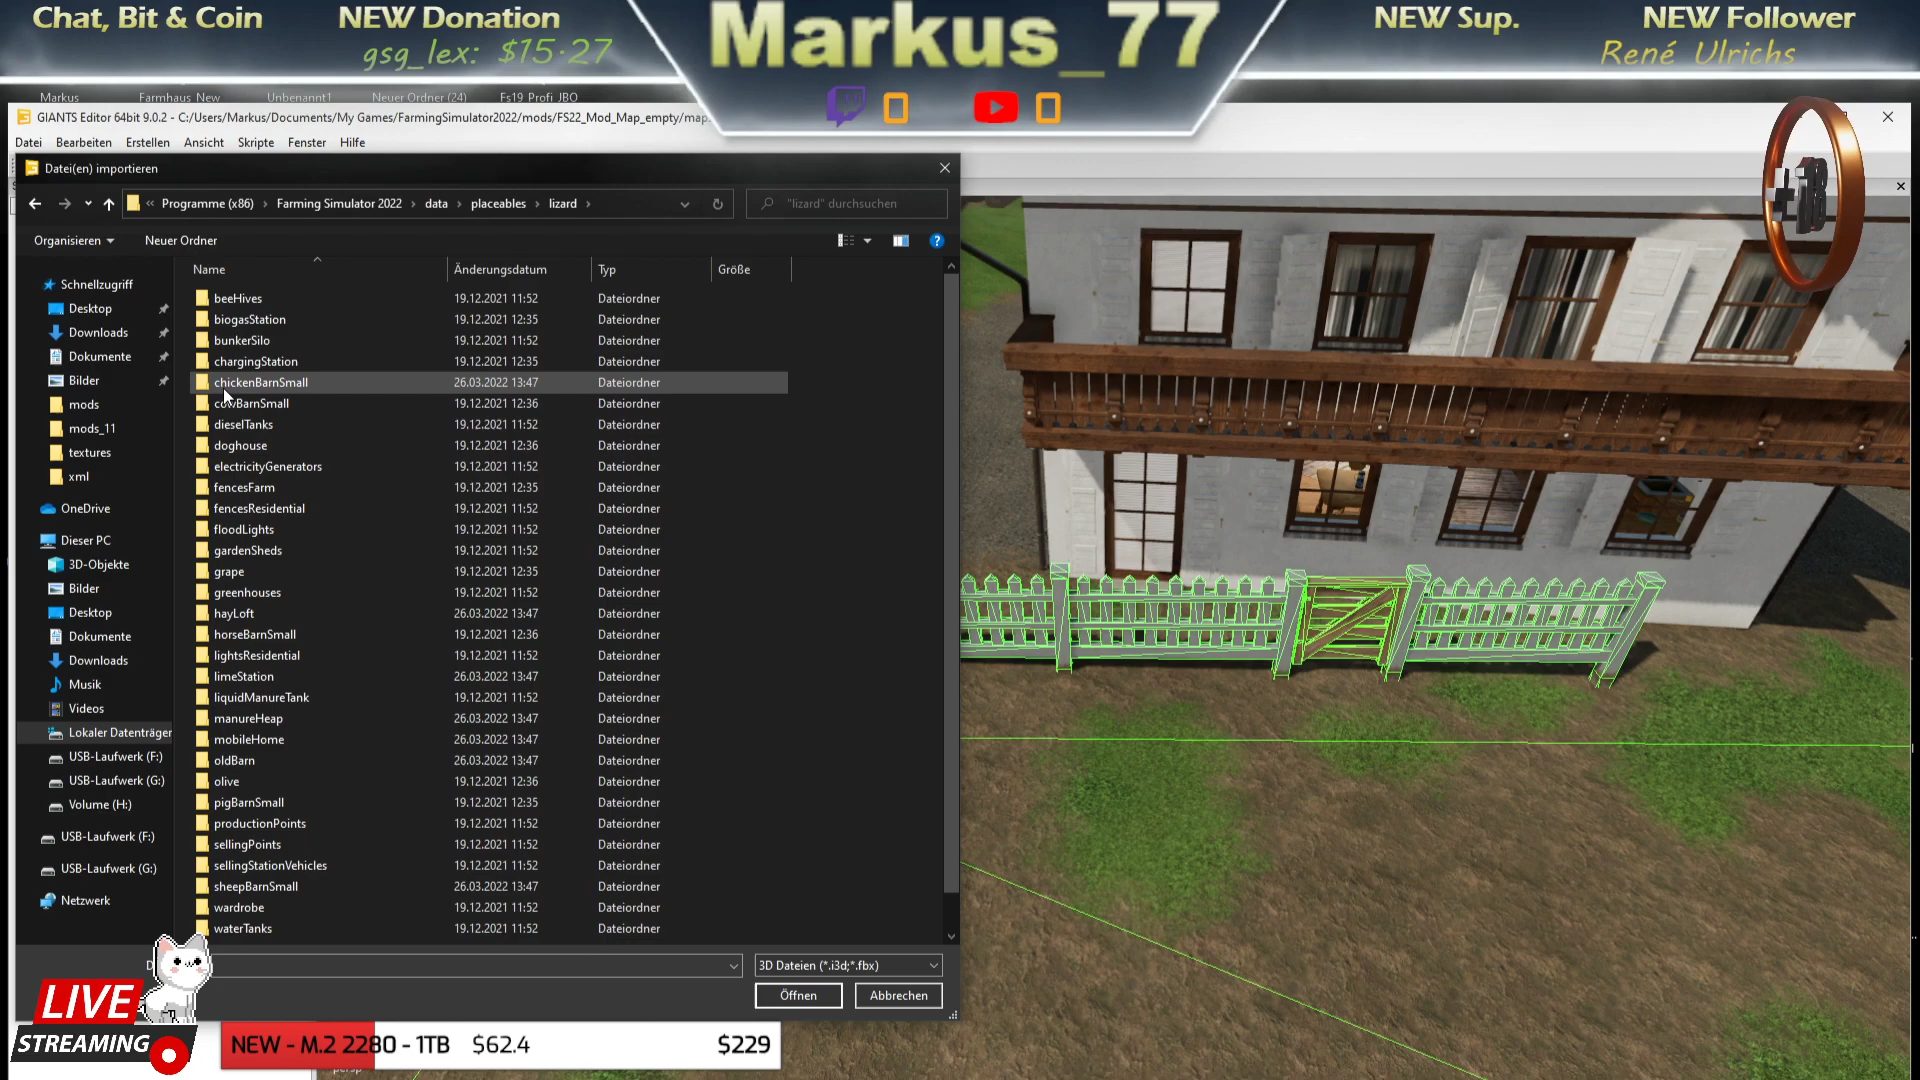 Chat, Bit & Coin
NEW Donation
gsg_lex: $15.27
Markus_77
NEW Sup.
NEW Follower
René Ulrichs
Markus
Farmhaus_New
Unbenannt1
Neuer Ordner (24)
Fs19 Profi JBO
GIANTS Editor 64bit 9.0.2 - C:/Users/Markus/Documents/My Games/FarmingSimulator2022/mods/FS22_Mod_Map_empty/map
Datei Bearbeiten Erstellen Ansicht Skripte Fenster Hilfe
Datei(en) importieren
« Programme (x86) › Farming Simulator 2022 › data › placeables › lizard ›
"lizard" durchsuchen
Organisieren
Neuer Ordner
Name Änderungsdatum Typ Größe
Schnellzugriff
Desktop
Downloads
Dokumente
Bilder
mods
mods_11
textures
xml
OneDrive
Dieser PC
3D-Objekte
Bilder
Desktop
Dokumente
Downloads
Musik
Videos
Lokaler Datenträger
USB-Laufwerk (F:)
USB-Laufwerk (G:)
Volume (H:)
USB-Laufwerk (F:)
USB-Laufwerk (G:)
Netzwerk
beeHives 19.12.2021 11:52 Dateiordner
biogasStation 19.12.2021 12:35 Dateiordner
bunkerSilo 19.12.2021 11:52 Dateiordner
chargingStation 19.12.2021 12:35 Dateiordner
chickenBarnSmall 26.03.2022 13:47 Dateiordner
cowBarnSmall 19.12.2021 12:36 Dateiordner
dieselTanks 19.12.2021 11:52 Dateiordner
doghouse 19.12.2021 12:36 Dateiordner
electricityGenerators 19.12.2021 11:52 Dateiordner
fencesFarm 19.12.2021 12:35 Dateiordner
fencesResidential 19.12.2021 11:52 Dateiordner
floodLights 19.12.2021 11:52 Dateiordner
gardenSheds 19.12.2021 11:52 Dateiordner
grape 19.12.2021 12:35 Dateiordner
greenhouses 19.12.2021 11:52 Dateiordner
hayLoft 26.03.2022 13:47 Dateiordner
horseBarnSmall 19.12.2021 12:36 Dateiordner
lightsResidential 19.12.2021 11:52 Dateiordner
limeStation 26.03.2022 13:47 Dateiordner
liquidManureTank 19.12.2021 11:52 Dateiordner
manureHeap 26.03.2022 13:47 Dateiordner
mobileHome 26.03.2022 13:47 Dateiordner
oldBarn 26.03.2022 13:47 Dateiordner
olive 19.12.2021 12:36 Dateiordner
pigBarnSmall 19.12.2021 12:35 Dateiordner
productionPoints 19.12.2021 11:52 Dateiordner
sellingPoints 19.12.2021 11:52 Dateiordner
sellingStationVehicles 19.12.2021 11:52 Dateiordner
sheepBarnSmall 26.03.2022 13:47 Dateiordner
wardrobe 19.12.2021 11:52 Dateiordner
waterTanks 19.12.2021 11:52 Dateiordner
3D Dateien (*.i3d;*.fbx)
Öffnen
Abbrechen
LIVE
STREAMING
NEW - M.2 2280 - 1TB $62.4 $229
persp